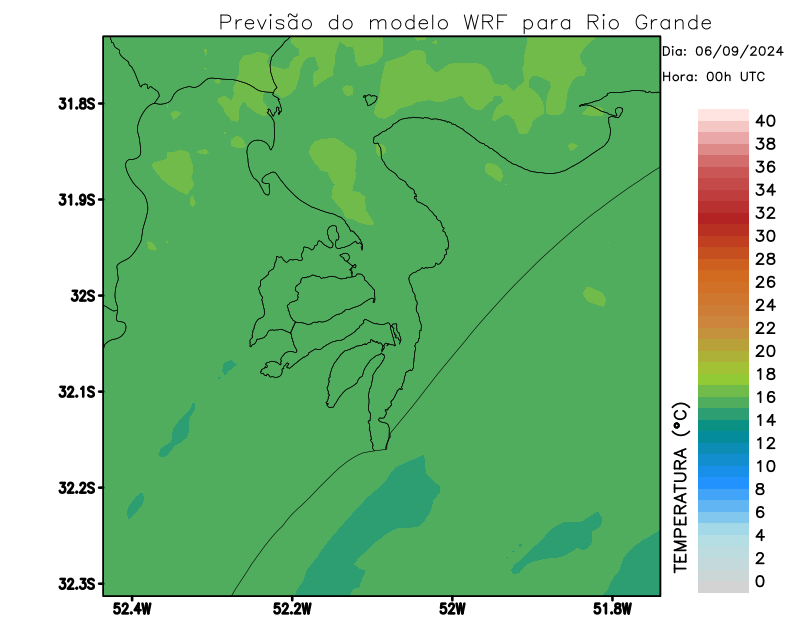 Previsão do modelo WRF para Rio Grande
Dia: 06/09/2024
Hora: 00h UTC
31.8S
31.9S
32S
32.1S
32.2S
32.3S
52.4W
52.2W
52W
51.8W
TEMPERATURA (°C)
40
38
36
34
32
30
28
26
24
22
20
18
16
14
12
10
8
6
4
2
0